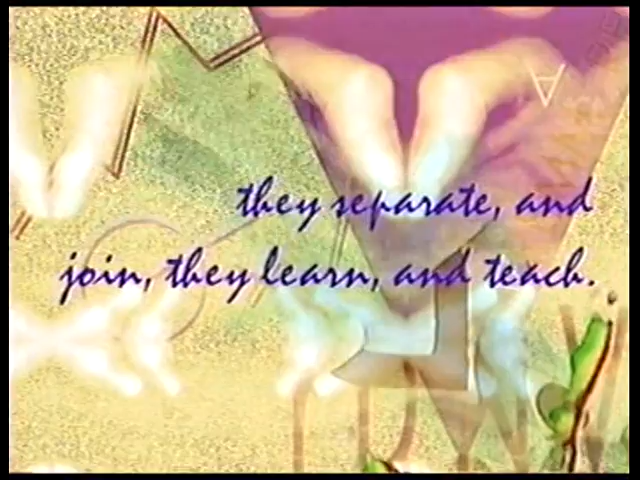 they separate, and
join, they learn, and teach.